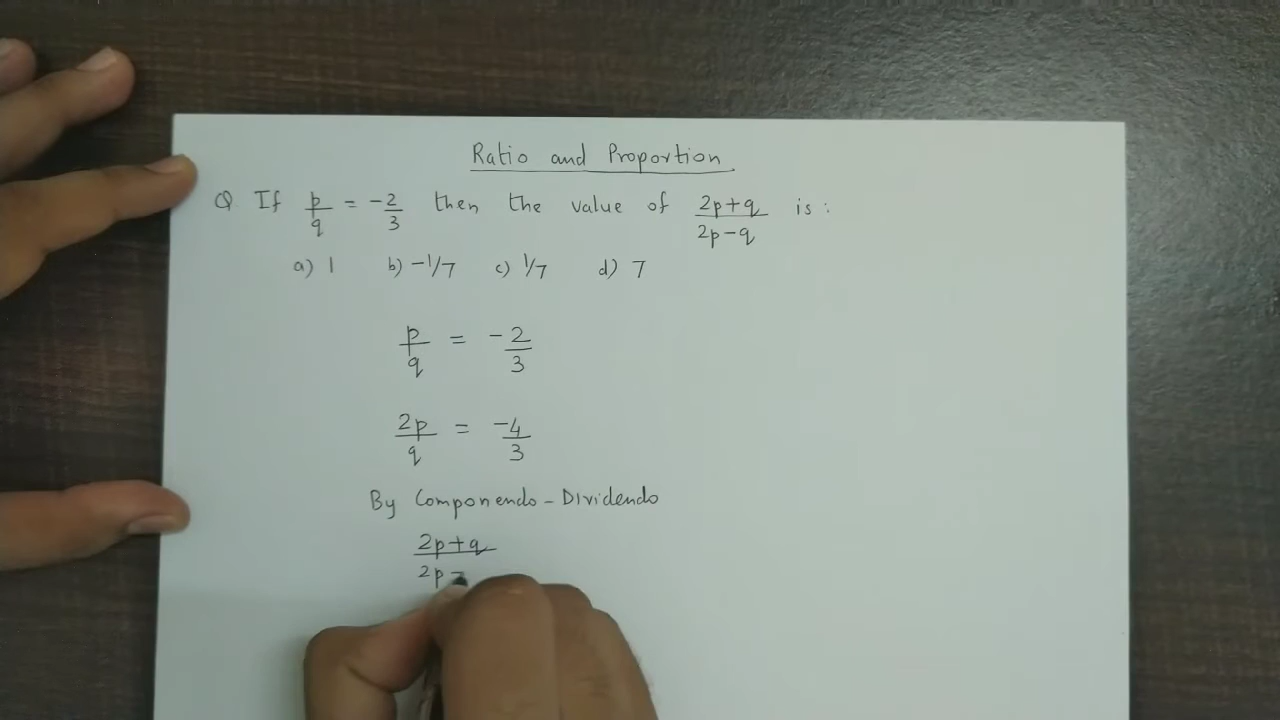 Ratio and Proportion
Q If p/q = -2/3 then the value of 2p+q/2p-q is:
a) 1 b) -1/7 c) 1/7 d) 7
p/q = -2/3
2p/q = -4/3
By Componendo - Dividendo
2p+q
2p-